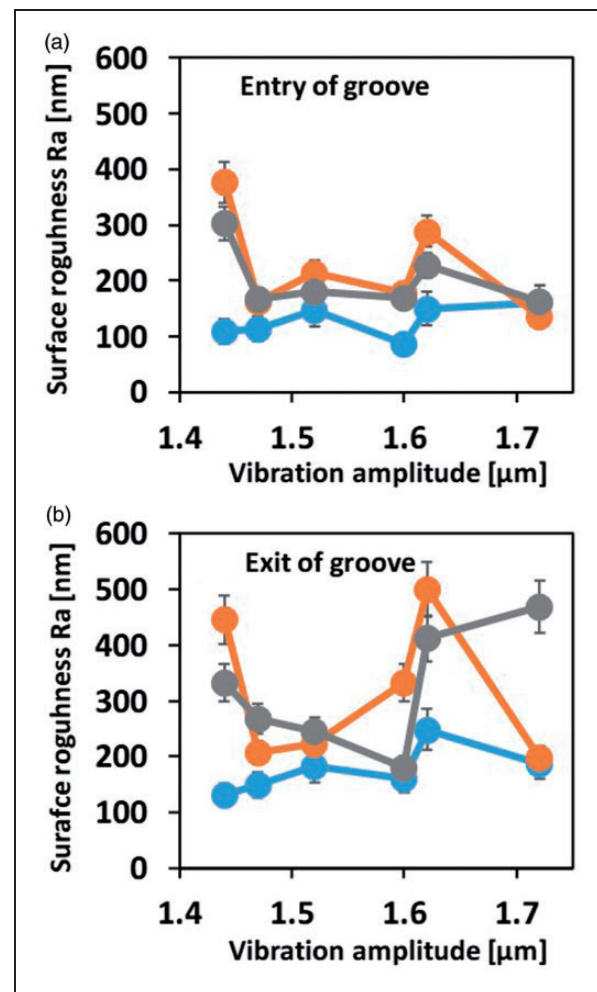 (a)
600
500
400
300
200
100
0
Surface roguhness Ra [nm]
Entry of groove
1.4 1.5 1.6 1.7
Vibration amplitude [µm]
(b)
600
500
400
300
200
100
0
Surafce roguhness Ra [nm]
Exit of groove
1.4 1.5 1.6 1.7
Vibration amplitude [µm]